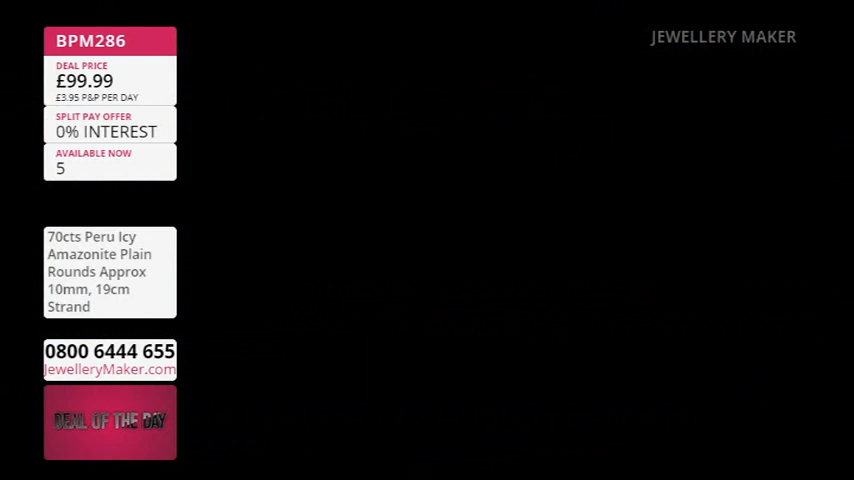 BPM286
DEAL PRICE
£99.99
£3.95 P&P PER DAY
SPLIT PAY OFFER
0% INTEREST
AVAILABLE NOW
5
70cts Peru Icy
Amazonite Plain
Rounds Approx
10mm, 19cm
Strand
0800 6444 655
JewelleryMaker.com
DEAL OF THE DAY
JEWELLERY MAKER